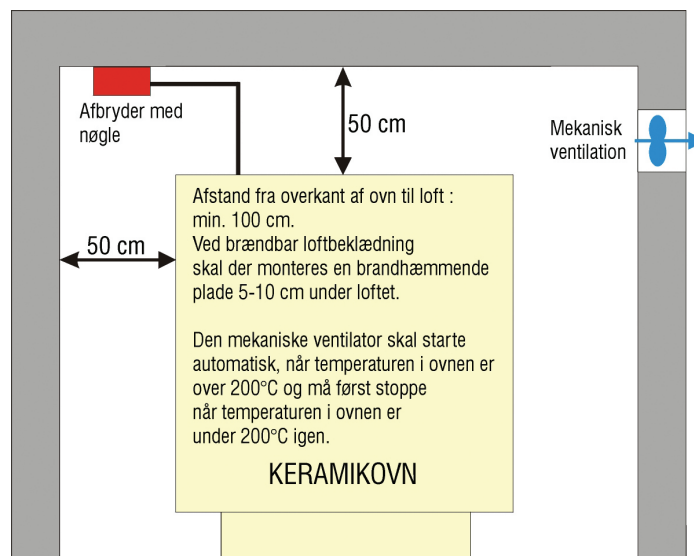 Afbryder med
nøgle
50 cm
Mekanisk
ventilation
50 cm
Afstand fra overkant af ovn til loft :
min. 100 cm.
Ved brændbar loftbeklædning
skal der monteres en brandhæmmende
plade 5-10 cm under loftet.
Den mekaniske ventilator skal starte
automatisk, når temperaturen i ovnen er
over 200°C og må først stoppe
når temperaturen i ovnen er
under 200°C igen.
KERAMIKOVN